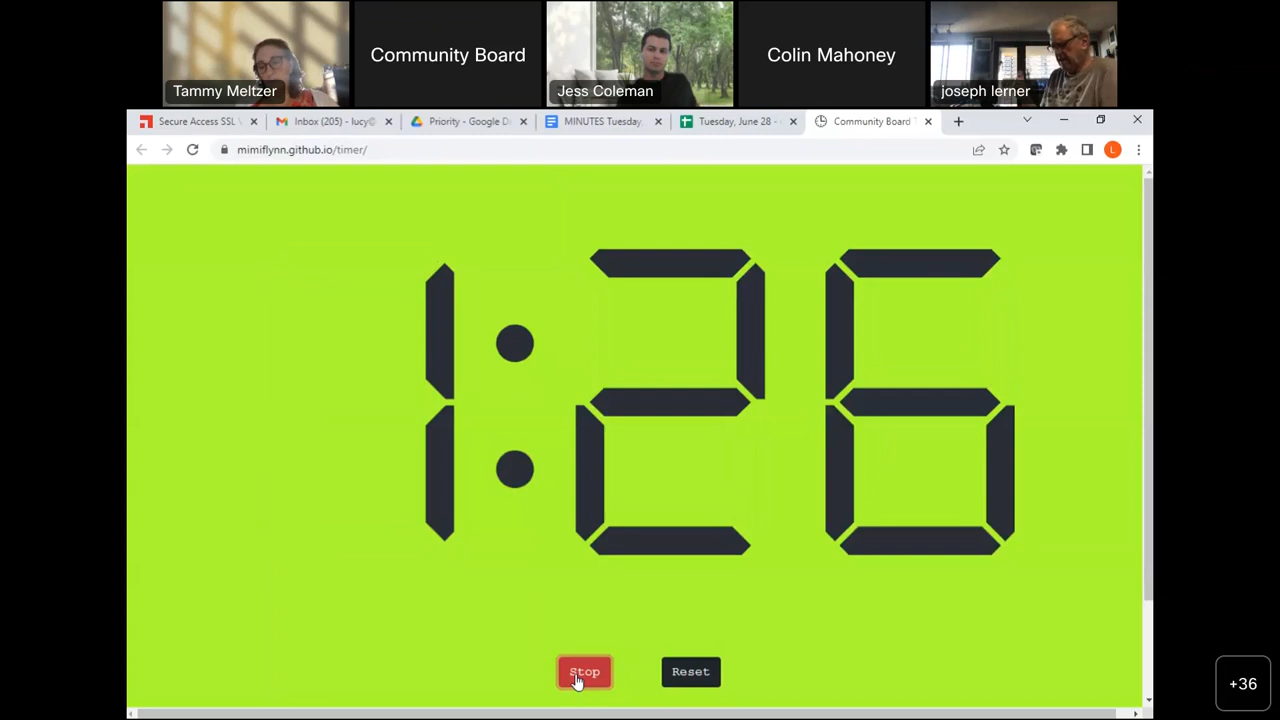 Community Board
Colin Mahoney
Tammy Meltzer
Jess Coleman
joseph lerner
Secure Access SSL
Inbox (205) - lucy@
Priority - Google D
MINUTES Tuesday,
Tuesday, June 28 -
Community Board
mimiflynn.github.io/timer/
L
1:26
Stop
Reset
+36